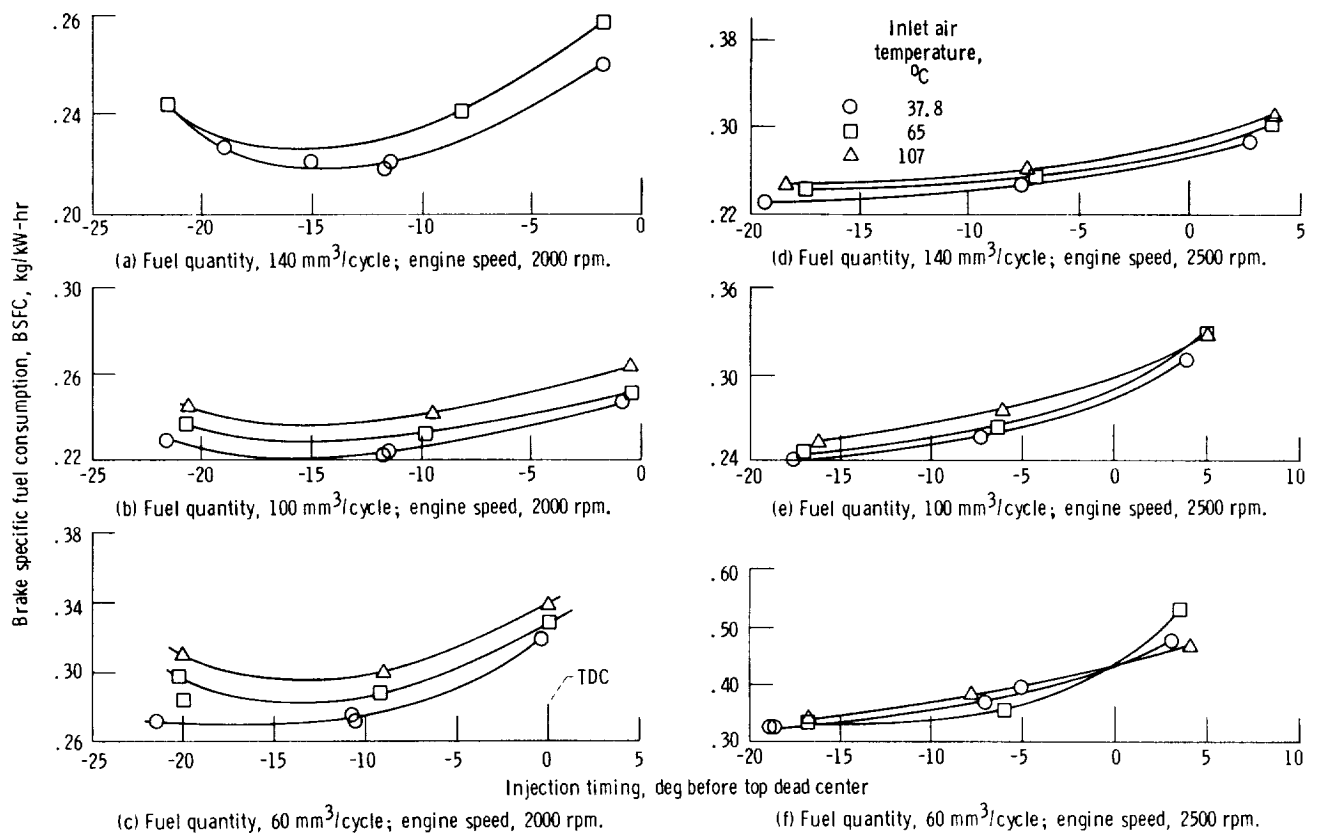 Brake specific fuel consumption, BSFC, kg/kW-hr
.26
.24
.20
-25 -20 -15 -10 -5 0
(a) Fuel quantity, 140 mm³/cycle; engine speed, 2000 rpm.
.30
.26
.22
-25 -20 -15 -10 -5 0
(b) Fuel quantity, 100 mm³/cycle; engine speed, 2000 rpm.
.38
.34
.30
.26
TDC
-25 -20 -15 -10 -5 0 5
(c) Fuel quantity, 60 mm³/cycle; engine speed, 2000 rpm.
Inlet air
temperature,
⁰C
37.8
65
107
.38
.30
.22
-20 -15 -10 -5 0 5
(d) Fuel quantity, 140 mm³/cycle; engine speed, 2500 rpm.
.36
.30
.24
-20 -15 -10 -5 0 5 10
(e) Fuel quantity, 100 mm³/cycle; engine speed, 2500 rpm.
.60
.50
.40
.30
-20 -15 -10 -5 0 5 10
(f) Fuel quantity, 60 mm³/cycle; engine speed, 2500 rpm.
Injection timing, deg before top dead center